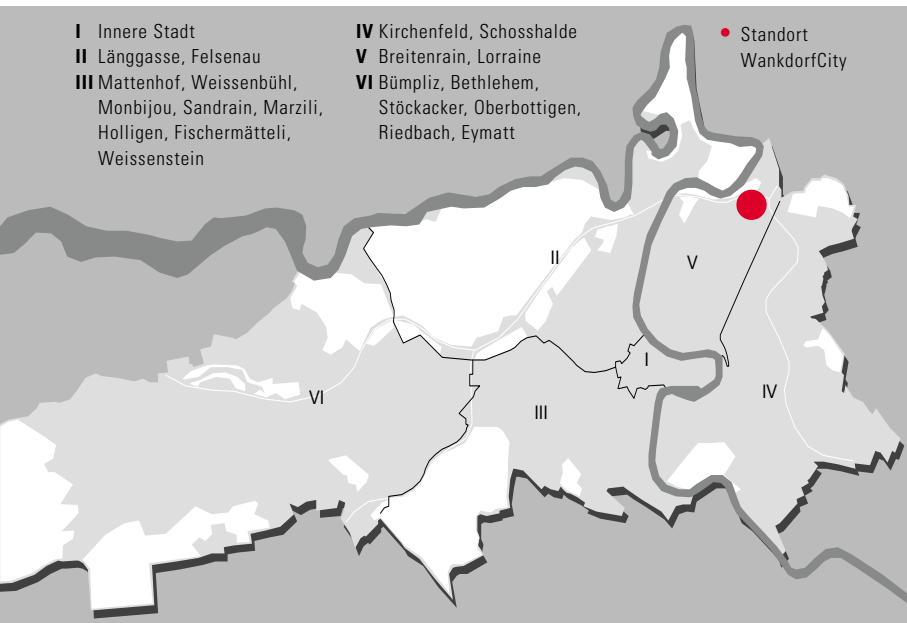 I Innere Stadt
II Länggasse, Felsenau
III Mattenhof, Weissenbühl,
Monbijou, Sandrain, Marzili,
Holligen, Fischermätteli,
Weissenstein
IV Kirchenfeld, Schosshalde
V Breitenrain, Lorraine
VI Bümpliz, Bethlehem,
Stöckacker, Oberbottigen,
Riedbach, Eymatt
Standort
WankdorfCity
II
V
I
VI
III
IV